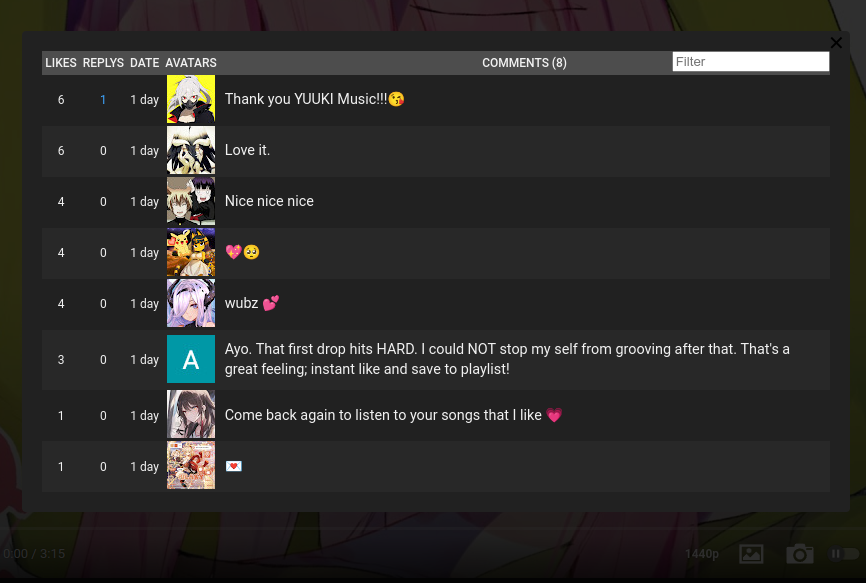 LIKES REPLYS DATE AVATARS COMMENTS (8) Filter
6 1 1 day Thank you YUUKI Music!!!😘
6 0 1 day Love it.
4 0 1 day Nice nice nice
4 0 1 day 💖🥺
4 0 1 day wubz 💕
3 0 1 day A Ayo. That first drop hits HARD. I could NOT stop my self from grooving after that. That's a
great feeling; instant like and save to playlist!
1 0 1 day Come back again to listen to your songs that I like 💗
1 0 1 day 💌
0:00 / 3:15 1440p